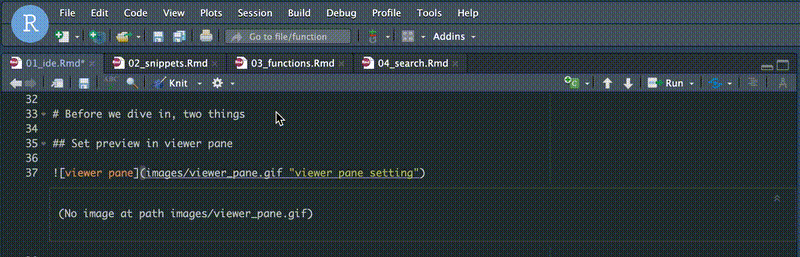 R
File Edit Code View Plots Session Build Debug Profile Tools Help
Go to file/function Addins
01_ide.Rmd* 02_snippets.Rmd 03_functions.Rmd 04_search.Rmd
ABC Knit Run
32
33 # Before we dive in, two things
34
35 ## Set preview in viewer pane
36
37 ![viewer pane](images/viewer_pane.gif "viewer pane setting")
(No image at path images/viewer_pane.gif)